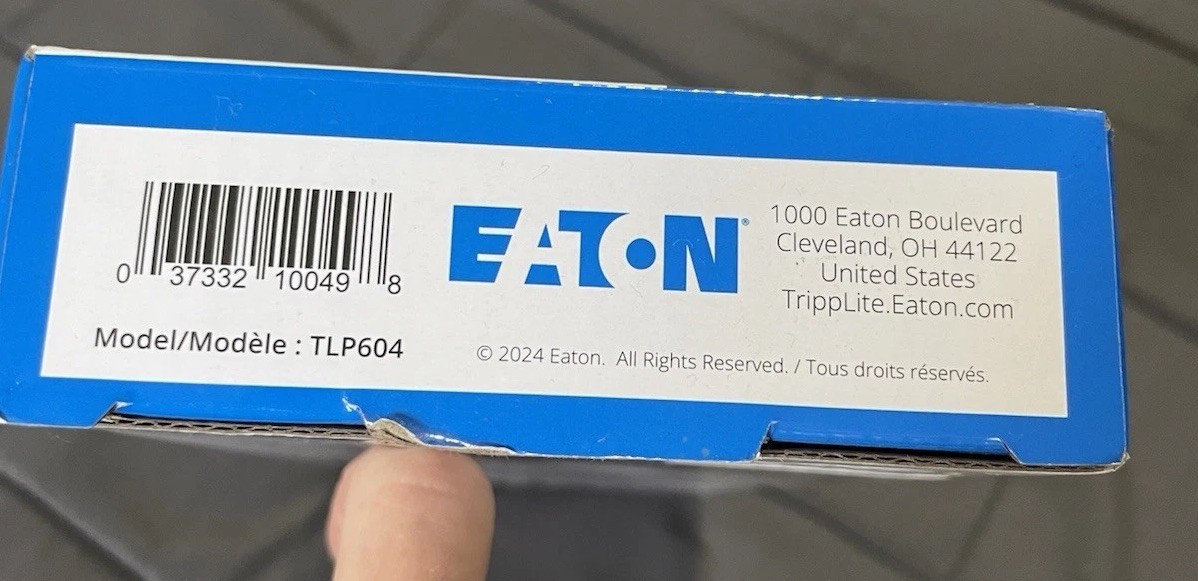 0 37332 10049 8
Model/Modèle : TLP604
EATON®
1000 Eaton Boulevard
Cleveland, OH 44122
United States
TrippLite.Eaton.com
© 2024 Eaton. All Rights Reserved. / Tous droits réservés.